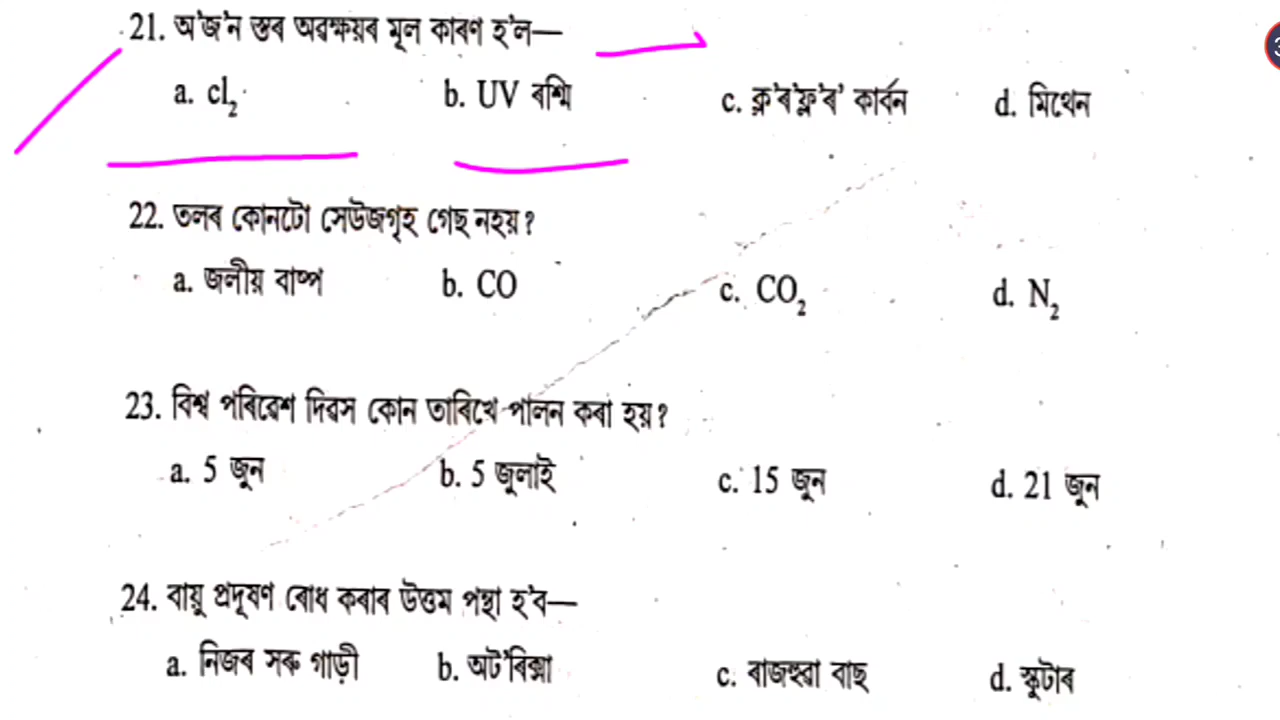 21. অ'জ'ন স্তৰ অৱক্ষয়ৰ মূল কাৰণ হ'ল—
a. cl₂ b. UV ৰশ্মি c. ক্ল'ৰ'ফ্ল'ৰ' কাৰ্বন d. মিথেন
22. তলৰ কোনটো সেউজগৃহ গেছ নহয়?
a. জলীয় বাষ্প b. CO c. CO₂ d. N₂
23. বিশ্ব পৰিৱেশ দিৱস কোন তাৰিখে পালন কৰা হয়?
a. 5 জুন b. 5 জুলাই c. 15 জুন d. 21 জুন
24. বায়ু প্ৰদূষণ ৰোধ কৰাৰ উত্তম পন্থা হ'ব—
a. নিজৰ সৰু গাড়ী b. অট'ৰিক্সা c. ৰাজহুৱা বাছ d. স্কুটাৰ